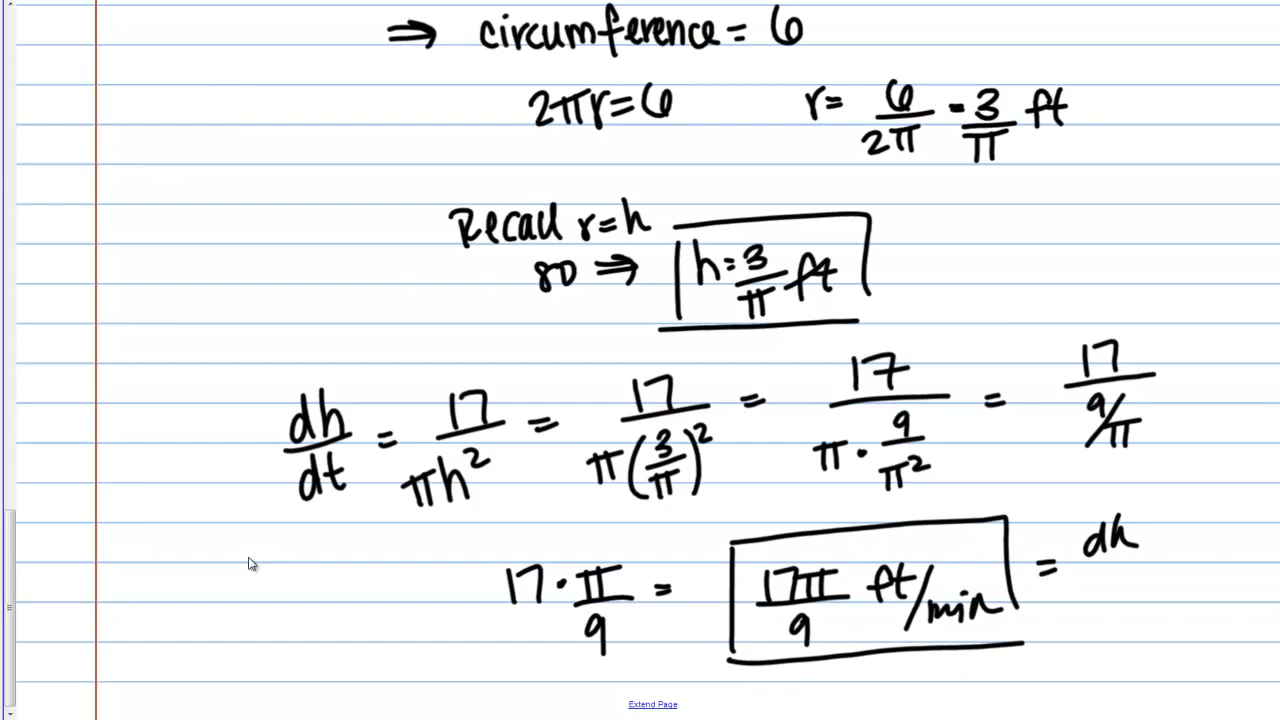 ⇒ circumference = 6
2πr=6 r= 6/2π = 3/π ft
Recall r=h
so ⇒ h=3/π ft
dh/dt = 17/πh² = 17/π(3/π)² = 17/π·9/π² = 17/9/π
17·π/9 = 17π/9 ft/min = dh
Extend Page